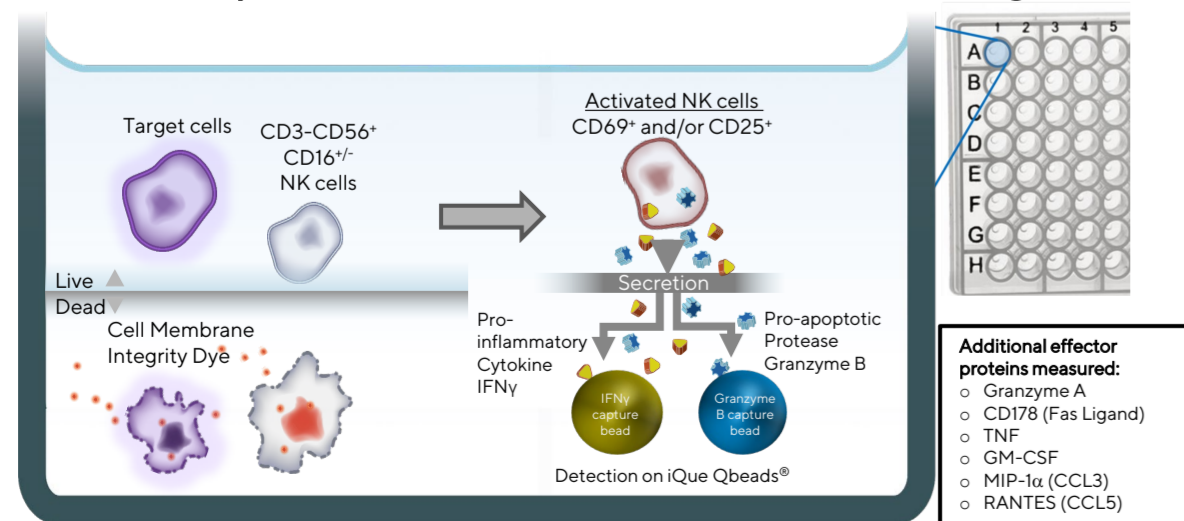 Target cells
CD3-CD56⁺
CD16⁺/⁻
NK cells
Activated NK cells
CD69⁺ and/or CD25⁺
Live
Dead
Cell Membrane
Integrity Dye
Secretion
Pro-
inflammatory
Cytokine
IFNγ
Pro-apoptotic
Protease
Granzyme B
IFNγ
capture
bead
Granzyme
B capture
bead
Detection on iQue Qbeads®
1 2 3 4 5
A
B
C
D
E
F
G
H
Additional effector
proteins measured:
o Granzyme A
o CD178 (Fas Ligand)
o TNF
o GM-CSF
o MIP-1α (CCL3)
o RANTES (CCL5)